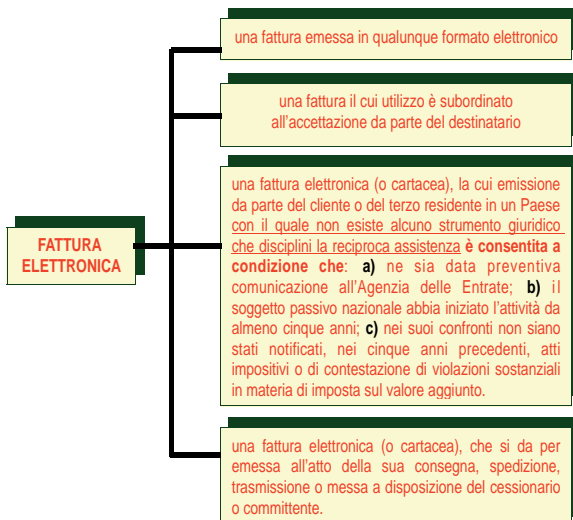 una fattura emessa in qualunque formato elettronico
una fattura il cui utilizzo è subordinato
all'accettazione da parte del destinatario
FATTURA
ELETTRONICA
una fattura elettronica (o cartacea), la cui emissione
da parte del cliente o del terzo residente in un Paese
con il quale non esiste alcuno strumento giuridico
che disciplini la reciproca assistenza è consentita a
condizione che: a) ne sia data preventiva
comunicazione all'Agenzia delle Entrate; b) il
soggetto passivo nazionale abbia iniziato l'attività da
almeno cinque anni; c) nei suoi confronti non siano
stati notificati, nei cinque anni precedenti, atti
impositivi o di contestazione di violazioni sostanziali
in materia di imposta sul valore aggiunto.
una fattura elettronica (o cartacea), che si da per
emessa all'atto della sua consegna, spedizione,
trasmissione o messa a disposizione del cessionario
o committente.